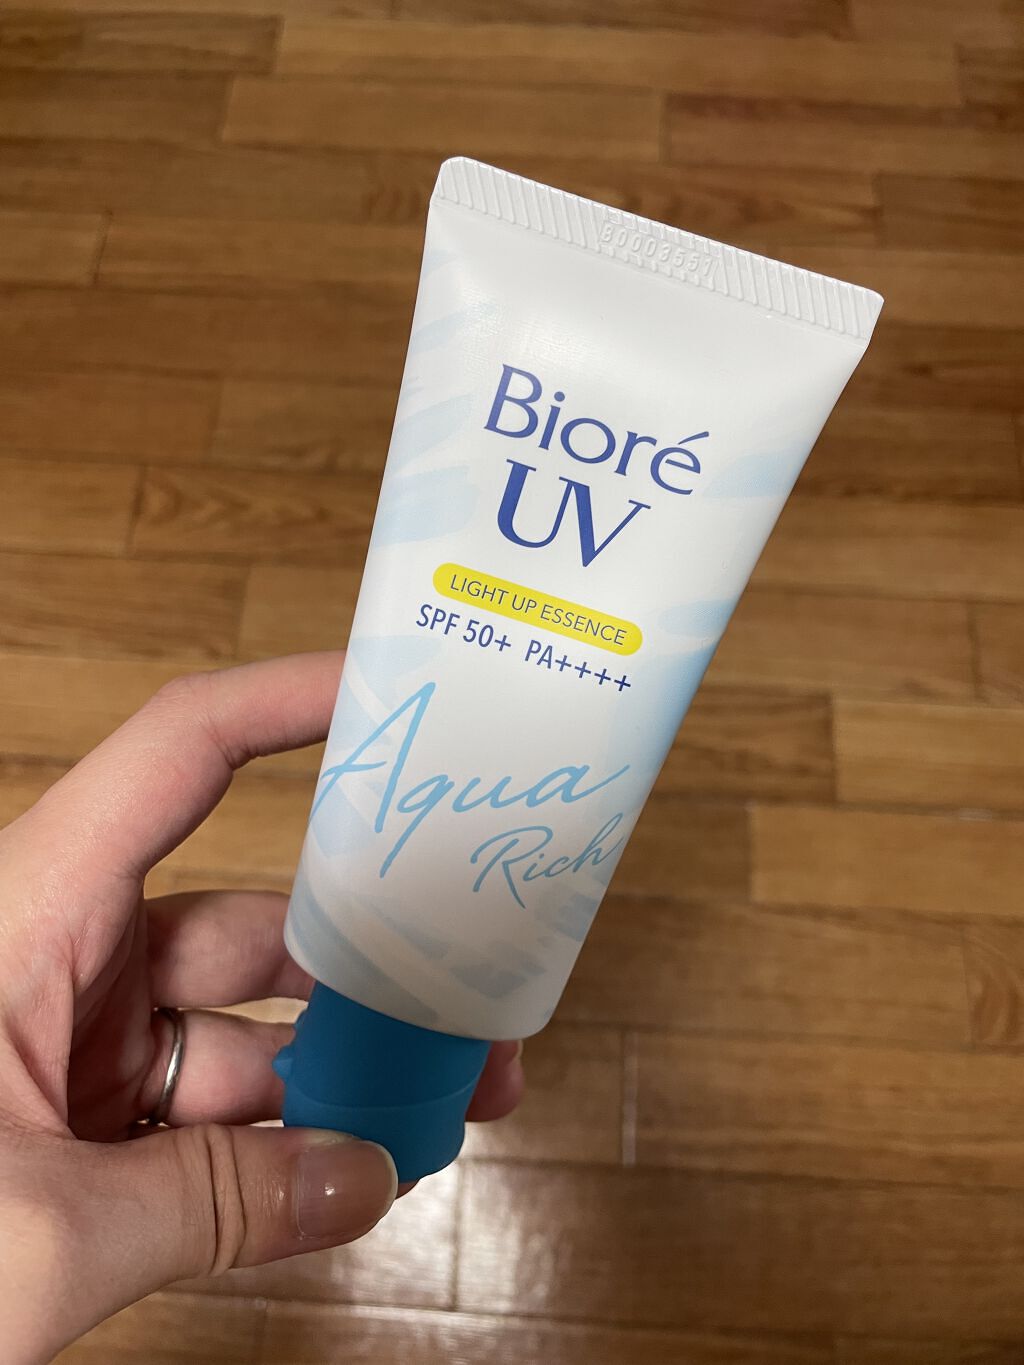 80003551
Bioré
UV
LIGHT UP ESSENCE
SPF 50+ PA++++
Aqua
Rich